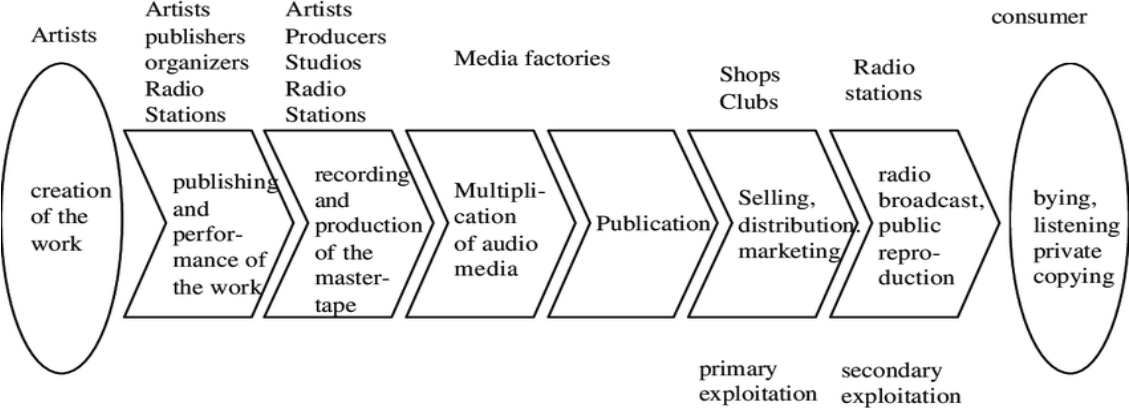 Artists
creation
of the
work
Artists
publishers
organizers
Radio
Stations
publishing
and
perfor-
mance of
the work
Artists
Producers
Studios
Radio
Stations
recording
and
production
of the
master-
tape
Media factories
Multipli-
cation
of audio
media
Publication
Shops
Clubs
Selling,
distribution.
marketing
primary
exploitation
Radio
stations
radio
broadcast,
public
repro-
duction
secondary
exploitation
consumer
bying,
listening
private
copying